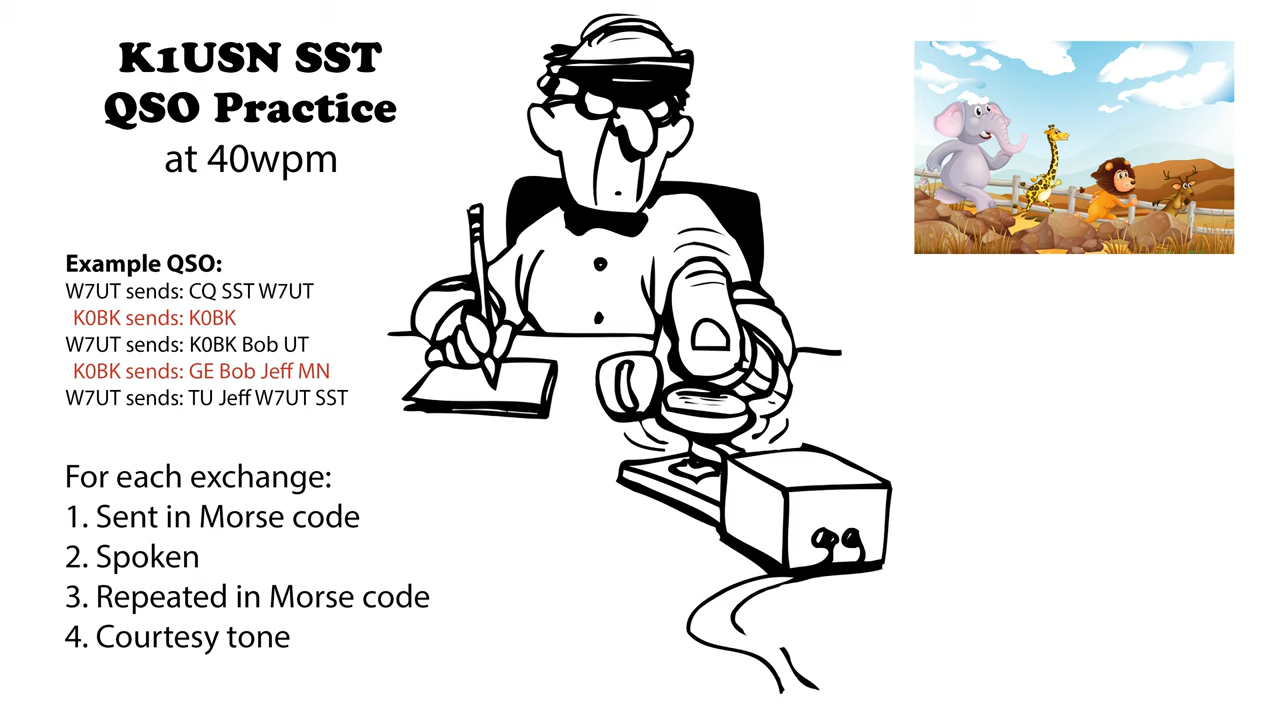 K1USN SST
QSO Practice
at 40wpm
Example QSO:
W7UT sends: CQ SST W7UT
K0BK sends: K0BK
W7UT sends: K0BK Bob UT
K0BK sends: GE Bob Jeff MN
W7UT sends: TU Jeff W7UT SST
For each exchange:
1. Sent in Morse code
2. Spoken
3. Repeated in Morse code
4. Courtesy tone